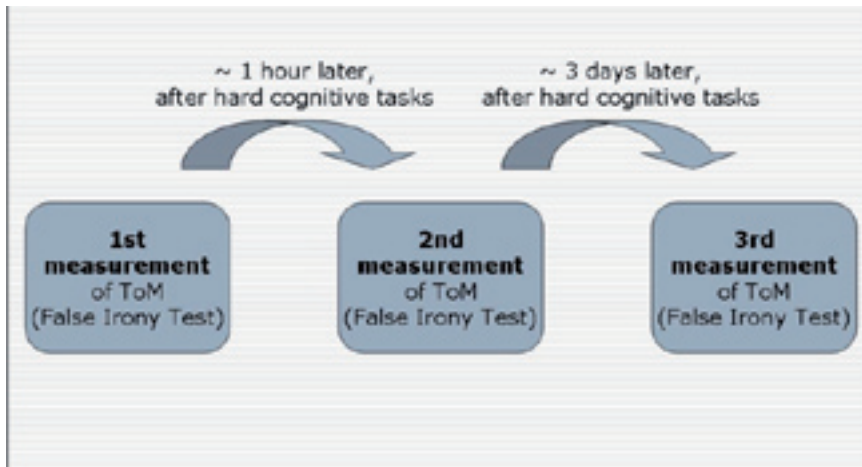 ~ 1 hour later,
after hard cognitive tasks
~ 3 days later,
after hard cognitive tasks
1st
measurement
of ToM
(False Irony Test)
2nd
measurement
of ToM
(False Irony Test)
3rd
measurement
of ToM
(False Irony Test)